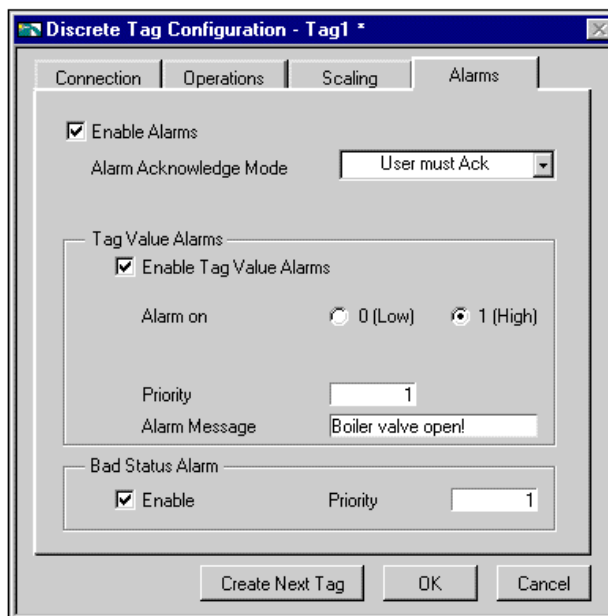 Discrete Tag Configuration - Tag1 *
Connection Operations Scaling Alarms
Enable Alarms
Alarm Acknowledge Mode User must Ack
Tag Value Alarms
Enable Tag Value Alarms
Alarm on 0 (Low) 1 (High)
Priority 1
Alarm Message Boiler valve open!
Bad Status Alarm
Enable Priority 1
Create Next Tag OK Cancel